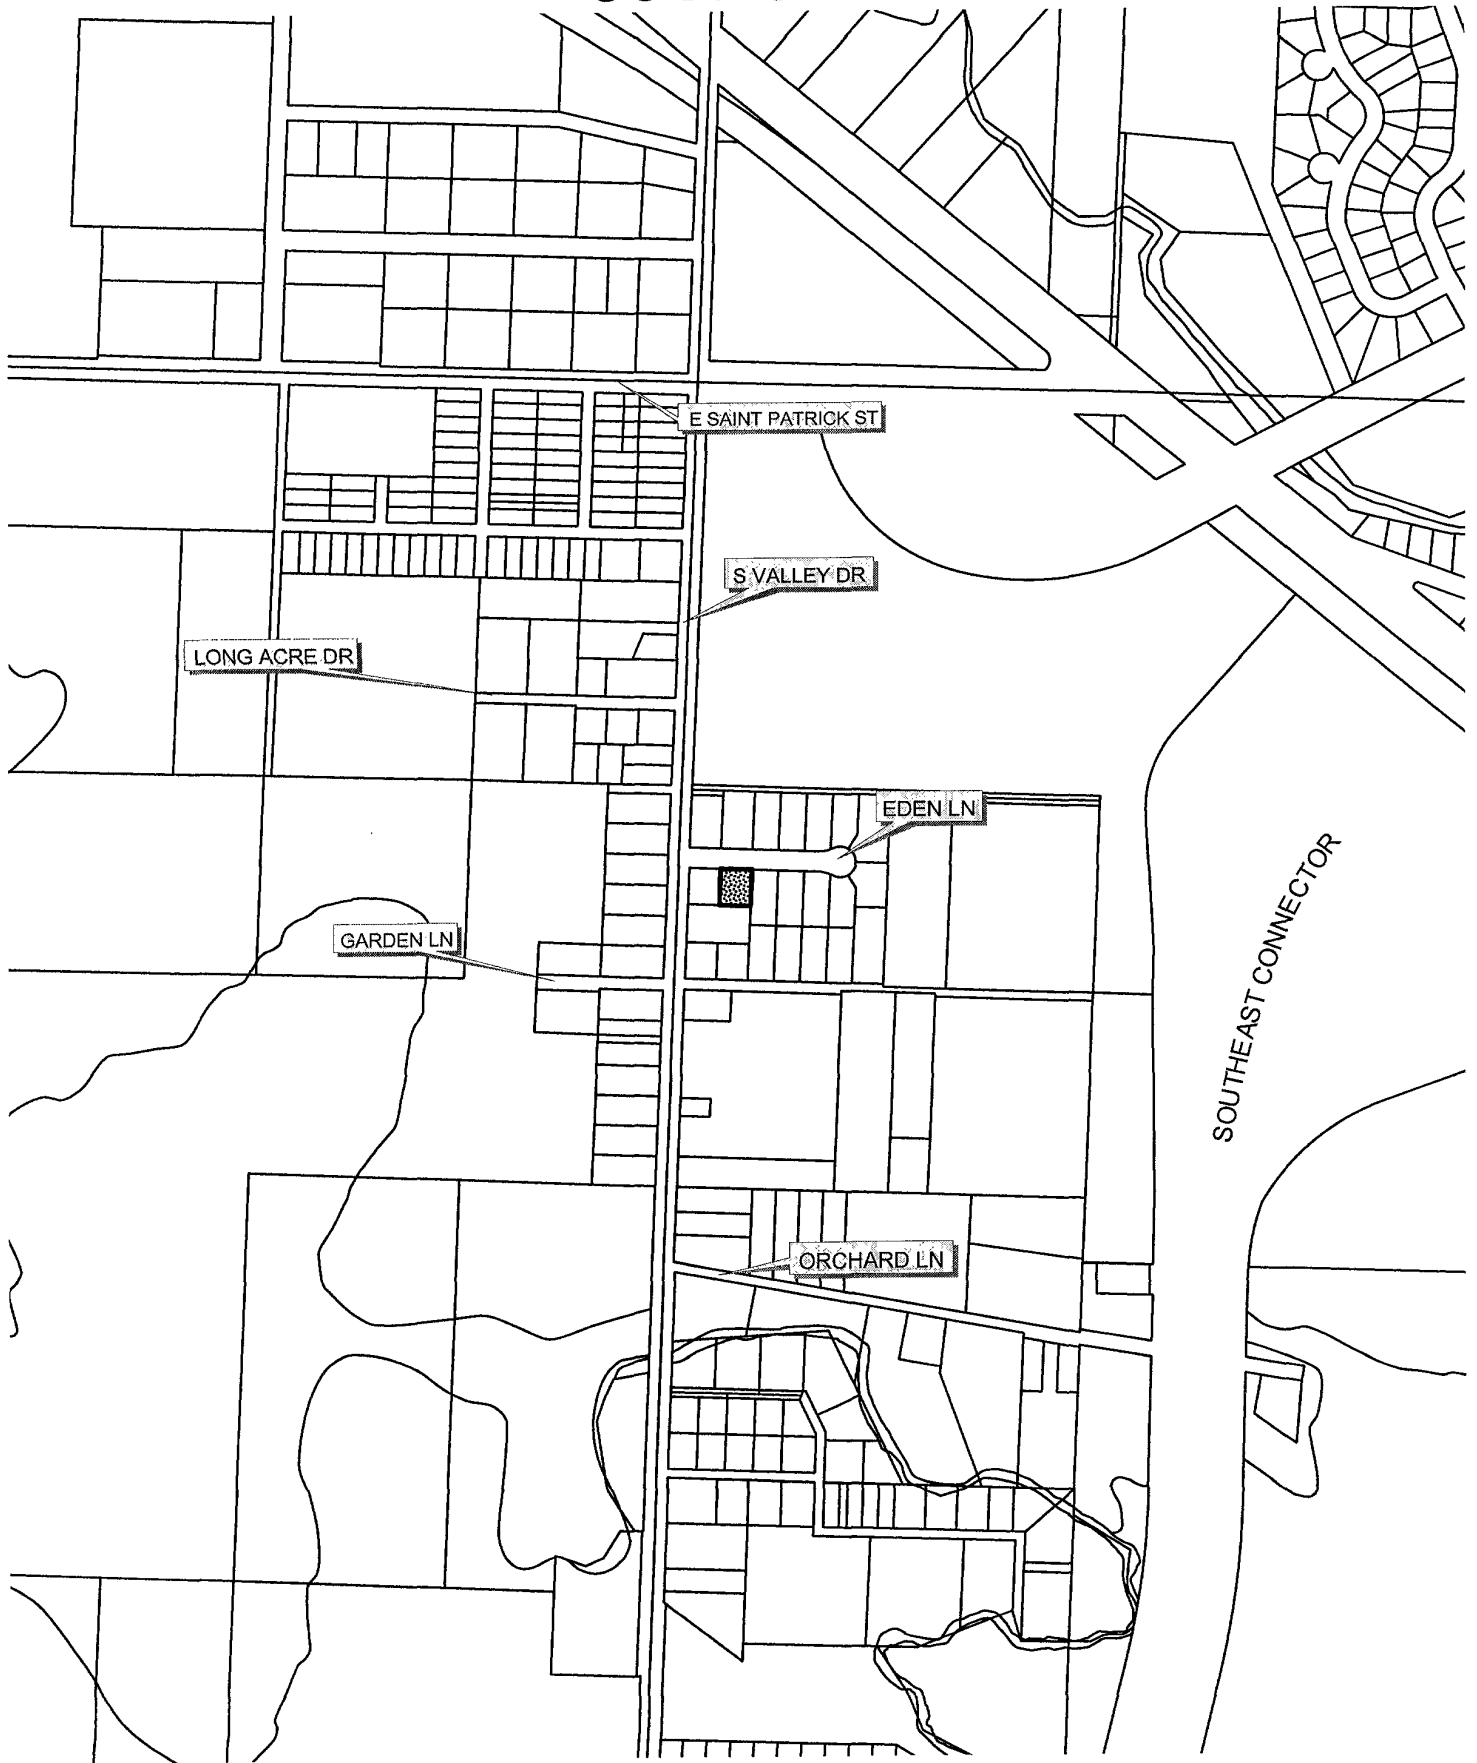 E SAINT PATRICK ST
S VALLEY DR
LONG ACRE DR
EDEN LN
GARDEN LN
SOUTHEAST CONNECTOR
ORCHARD LN